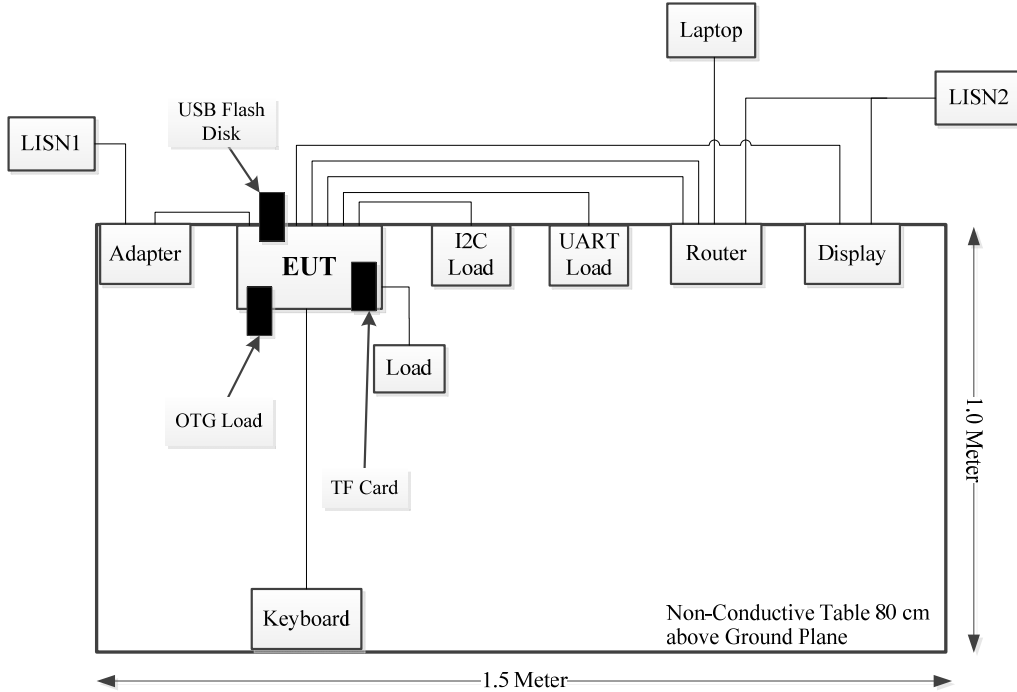 Laptop
LISN2
USB Flash
Disk
LISN1
Adapter
EUT
I2C
Load
UART
Load
Router
Display
Load
OTG Load
TF Card
1.0 Meter
Keyboard
Non-Conductive Table 80 cm
above Ground Plane
1.5 Meter